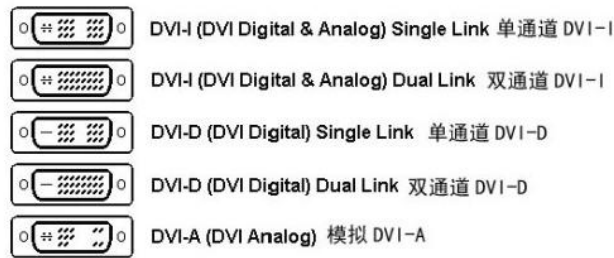 DVI-I (DVI Digital & Analog) Single Link 单通道 DVI-I
DVI-I (DVI Digital & Analog) Dual Link 双通道 DVI-I
DVI-D (DVI Digital) Single Link 单通道 DVI-D
DVI-D (DVI Digital) Dual Link 双通道 DVI-D
DVI-A (DVI Analog) 模拟 DVI-A